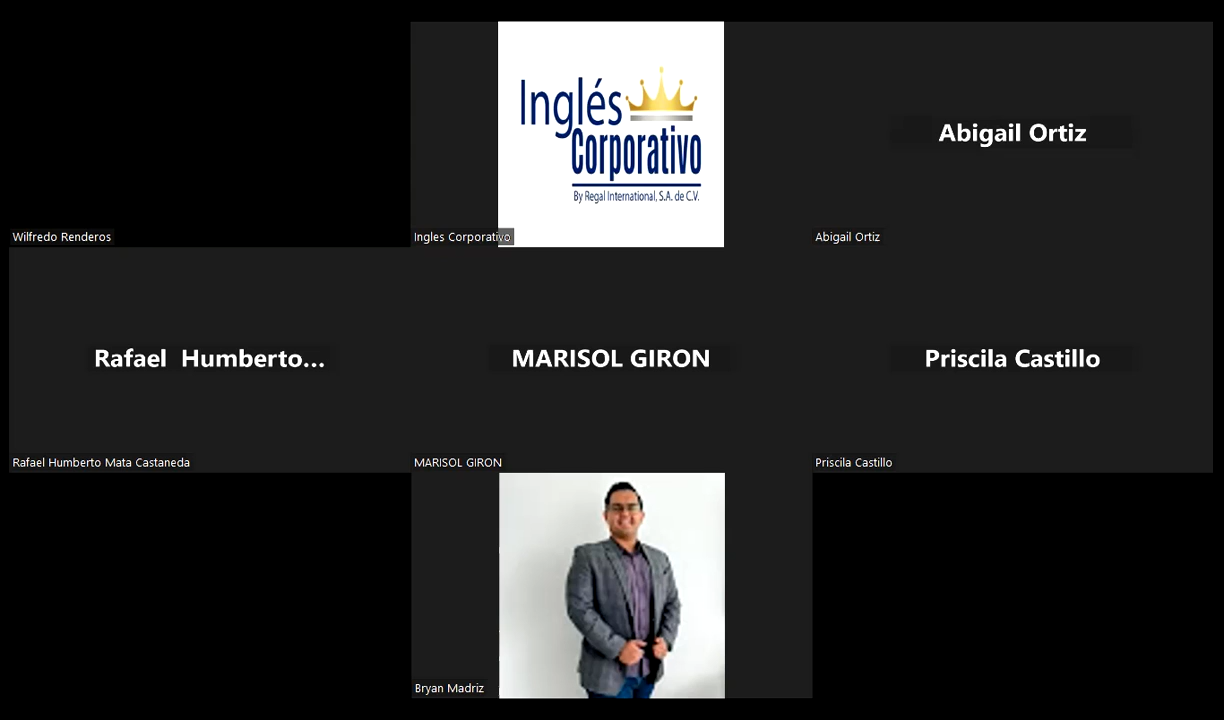 Inglés
Corporativo
By Regal International, S.A. de C.V.
Abigail Ortiz
Wilfredo Renderos
Ingles Corporativo
Abigail Ortiz
Rafael Humberto...
MARISOL GIRON
Priscila Castillo
Rafael Humberto Mata Castaneda
MARISOL GIRON
Priscila Castillo
Bryan Madriz